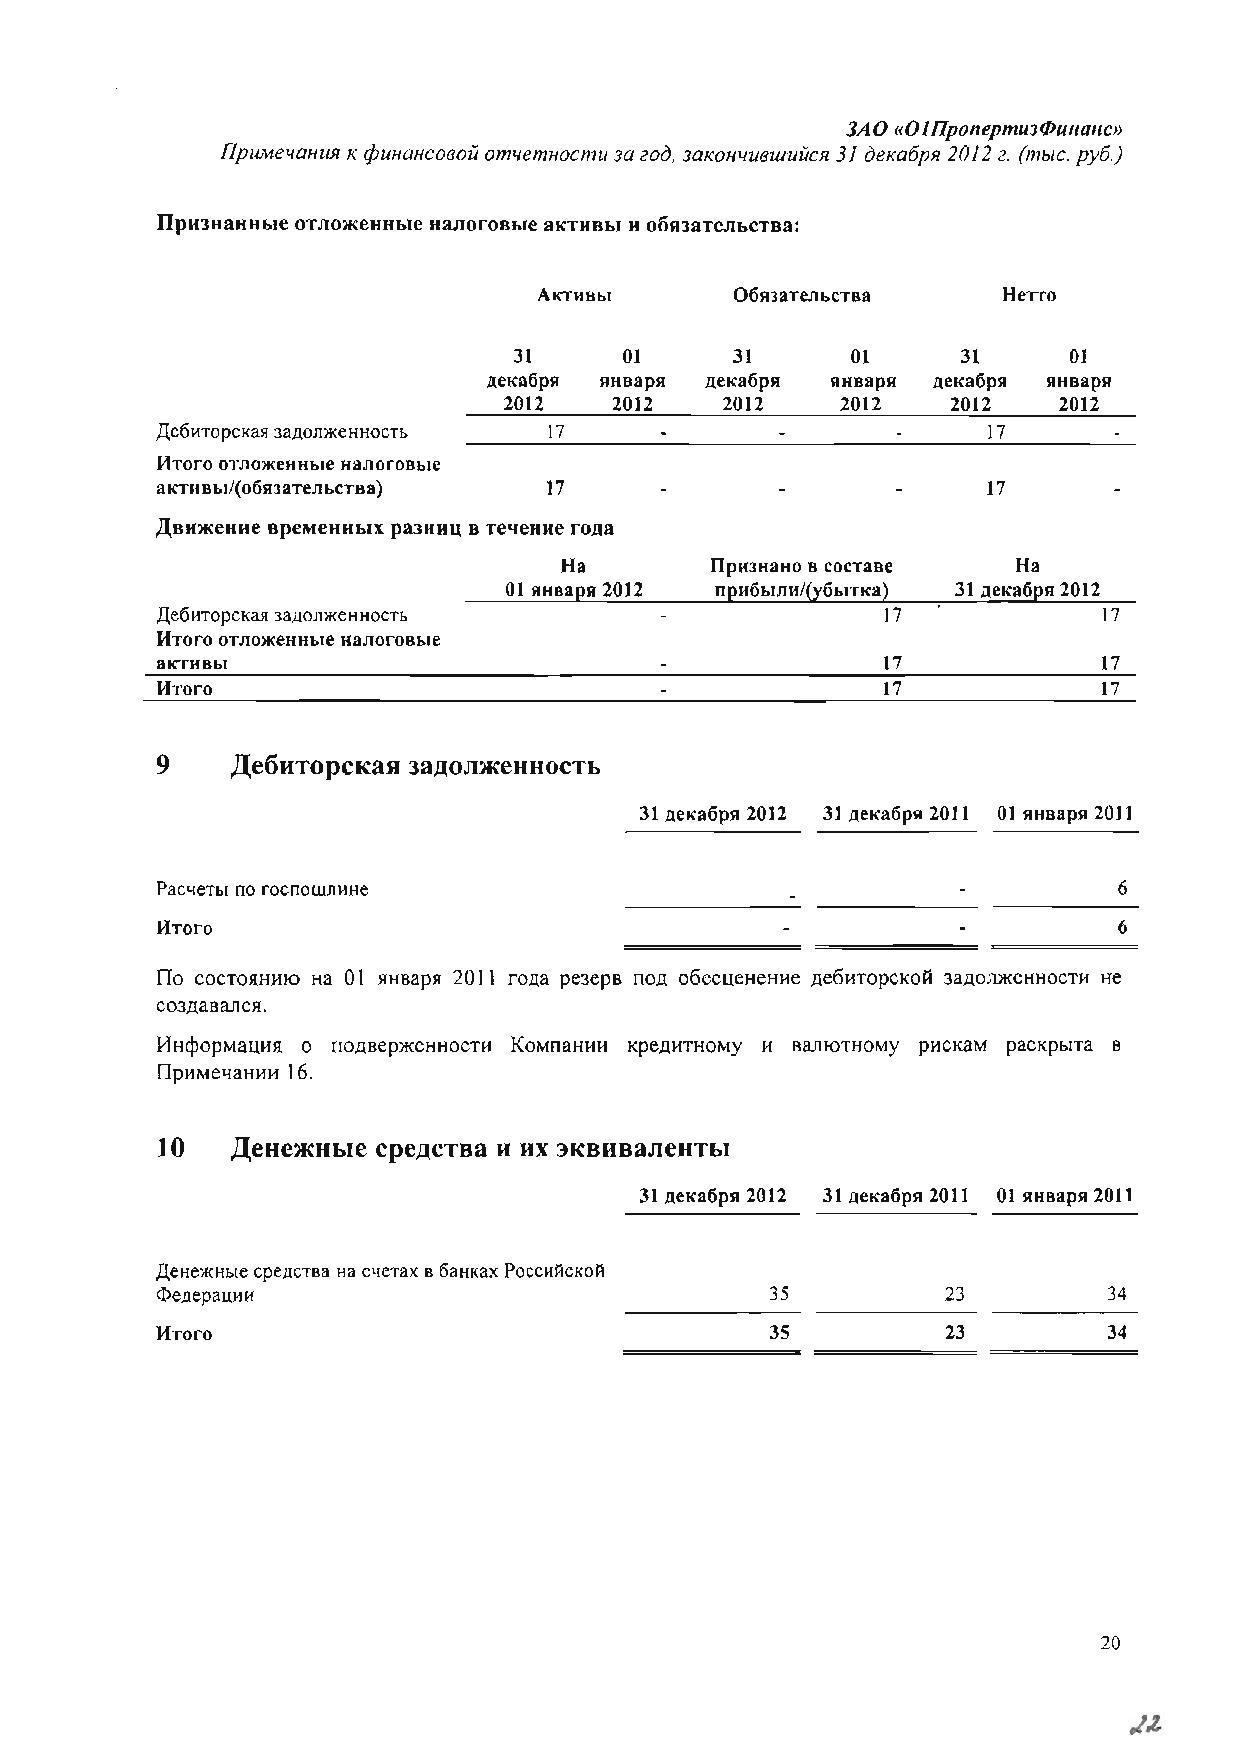 ЗАО «О1ПропертизФинанс»
Примечания к финансовой отчетности за год, закончившийся 31 декабря 2012 г. (тыс. руб.)
Признанные отложенные налоговые активы и обязательства:
Активы Обязательства Нетто
31 01 31 01 31 01
декабря января декабря января декабря января
2012 2012 2012 2012 2012 2012
Дебиторская задолженность 17 - - - 17 -
Итого отложенные налоговые
активы/(обязательства) 17 - - - 17 -
Движение временных разниц в течение года
На Признано в составе На
01 января 2012 прибыли/(убытка) 31 декабря 2012
Дебиторская задолженность - 17 17
Итого отложенные налоговые
активы - 17 17
Итого - 17 17
9 Дебиторская задолженность
31 декабря 2012 31 декабря 2011 01 января 2011
Расчеты по госпошлине - - 6
Итого - - 6
По состоянию на 01 января 2011 года резерв под обесценение дебиторской задолженности не
создавался.
Информация о подверженности Компании кредитному и валютному рискам раскрыта в
Примечании 16.
10 Денежные средства и их эквиваленты
31 декабря 2012 31 декабря 2011 01 января 2011
Денежные средства на счетах в банках Российской
Федерации 35 23 34
Итого 35 23 34
20
22